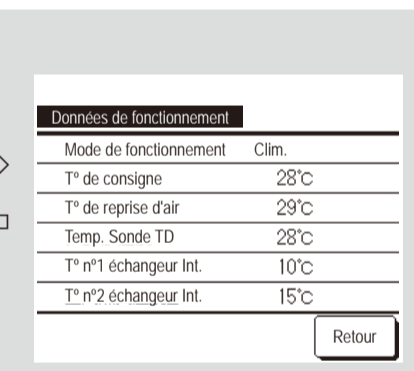 Données de fonctionnement
Mode de fonctionnement Clim.
Tº de consigne 28°C
Tº de reprise d'air 29°C
Temp. Sonde TD 28°C
Tº nº1 échangeur Int. 10°C
Tº nº2 échangeur Int. 15°C
Retour